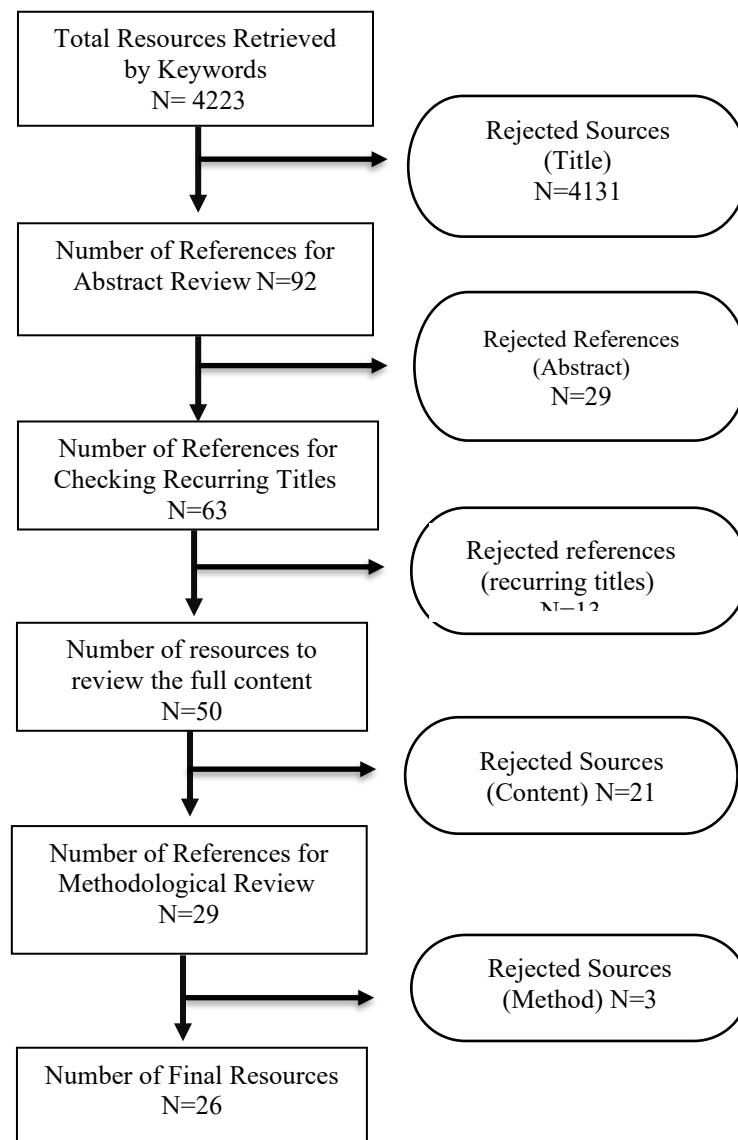 Total Resources Retrieved
by Keywords
N= 4223
Rejected Sources
(Title)
N=4131
Number of References for
Abstract Review N=92
Rejected References
(Abstract)
N=29
Number of References for
Checking Recurring Titles
N=63
Rejected references
(recurring titles)
N=13
Number of resources to
review the full content
N=50
Rejected Sources
(Content) N=21
Number of References for
Methodological Review
N=29
Rejected Sources
(Method) N=3
Number of Final Resources
N=26